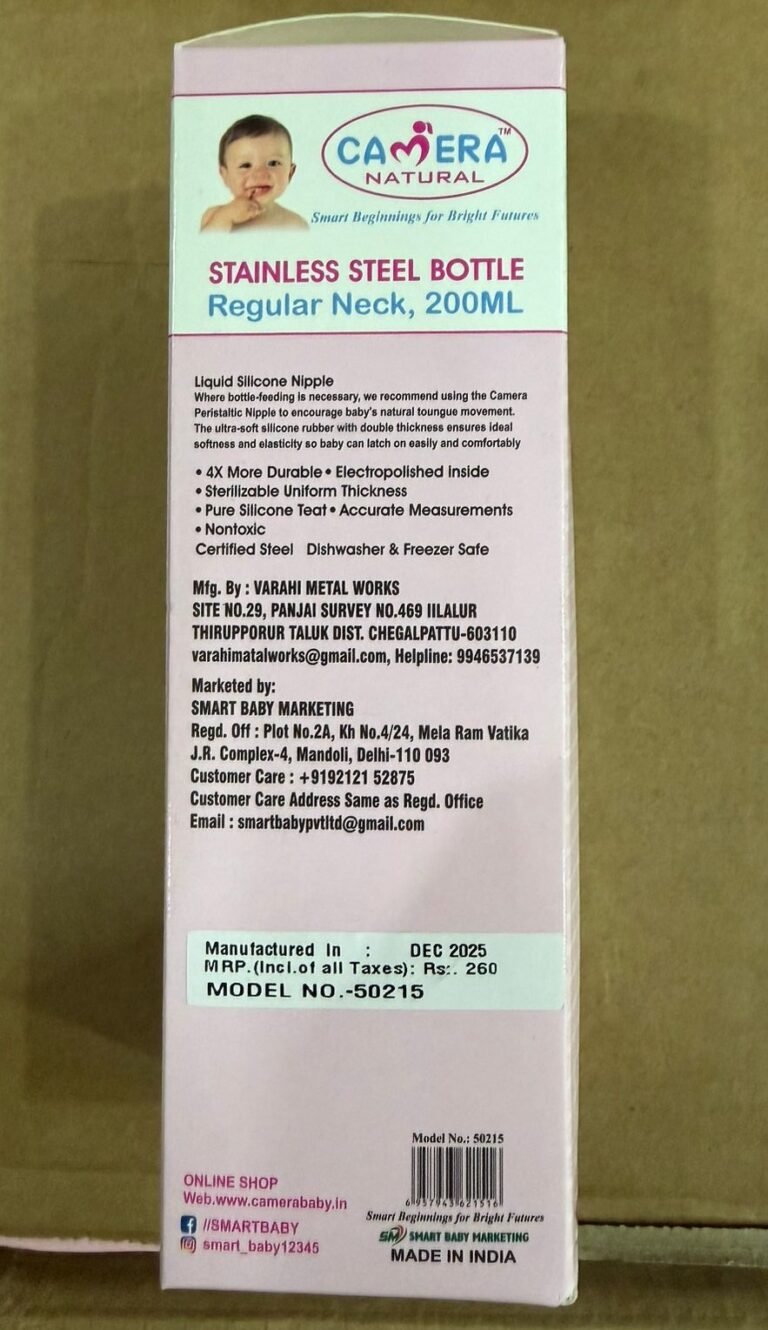 CAMERA™
NATURAL
Smart Beginnings for Bright Futures
STAINLESS STEEL BOTTLE
Regular Neck, 200ML
Liquid Silicone Nipple
Where bottle-feeding is necessary, we recommend using the Camera
Peristaltic Nipple to encourage baby's natural toungue movement.
The ultra-soft silicone rubber with double thickness ensures ideal
softness and elasticity so baby can latch on easily and comfortably
• 4X More Durable • Electropolished Inside
• Sterilizable Uniform Thickness
• Pure Silicone Teat • Accurate Measurements
• Nontoxic
Certified Steel Dishwasher & Freezer Safe
Mfg. By : VARAHI METAL WORKS
SITE NO.29, PANJAI SURVEY NO.469 IILALUR
THIRUPPORUR TALUK DIST. CHEGALPATTU-603110
varahimatalworks@gmail.com, Helpline: 9946537139
Marketed by:
SMART BABY MARKETING
Regd. Off : Plot No.2A, Kh No.4/24, Mela Ram Vatika
J.R. Complex-4, Mandoli, Delhi-110 093
Customer Care : +9192121 52875
Customer Care Address Same as Regd. Office
Email : smartbabypvtltd@gmail.com
Manufactured In : DEC 2025
MRP.(Incl.of all Taxes): Rs:. 260
MODEL NO.-50215
Model No.: 50215
6 957943 621516
ONLINE SHOP
Web.www.camerababy.in
//SMARTBABY
smart_baby12345
Smart Beginnings for Bright Futures
SM SMART BABY MARKETING
MADE IN INDIA